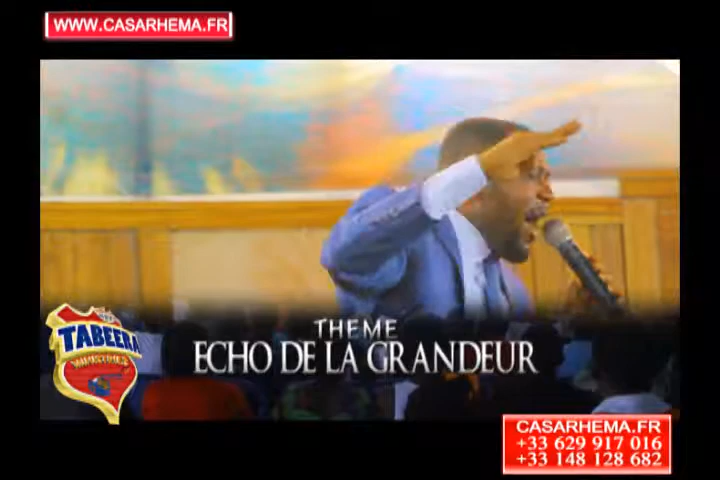 WWW.CASARHEMA.FR
THEME
ECHO DE LA GRANDEUR
TABEERA
MINISTRIES
CASARHEMA.FR
+33 629 917 016
+33 148 128 682